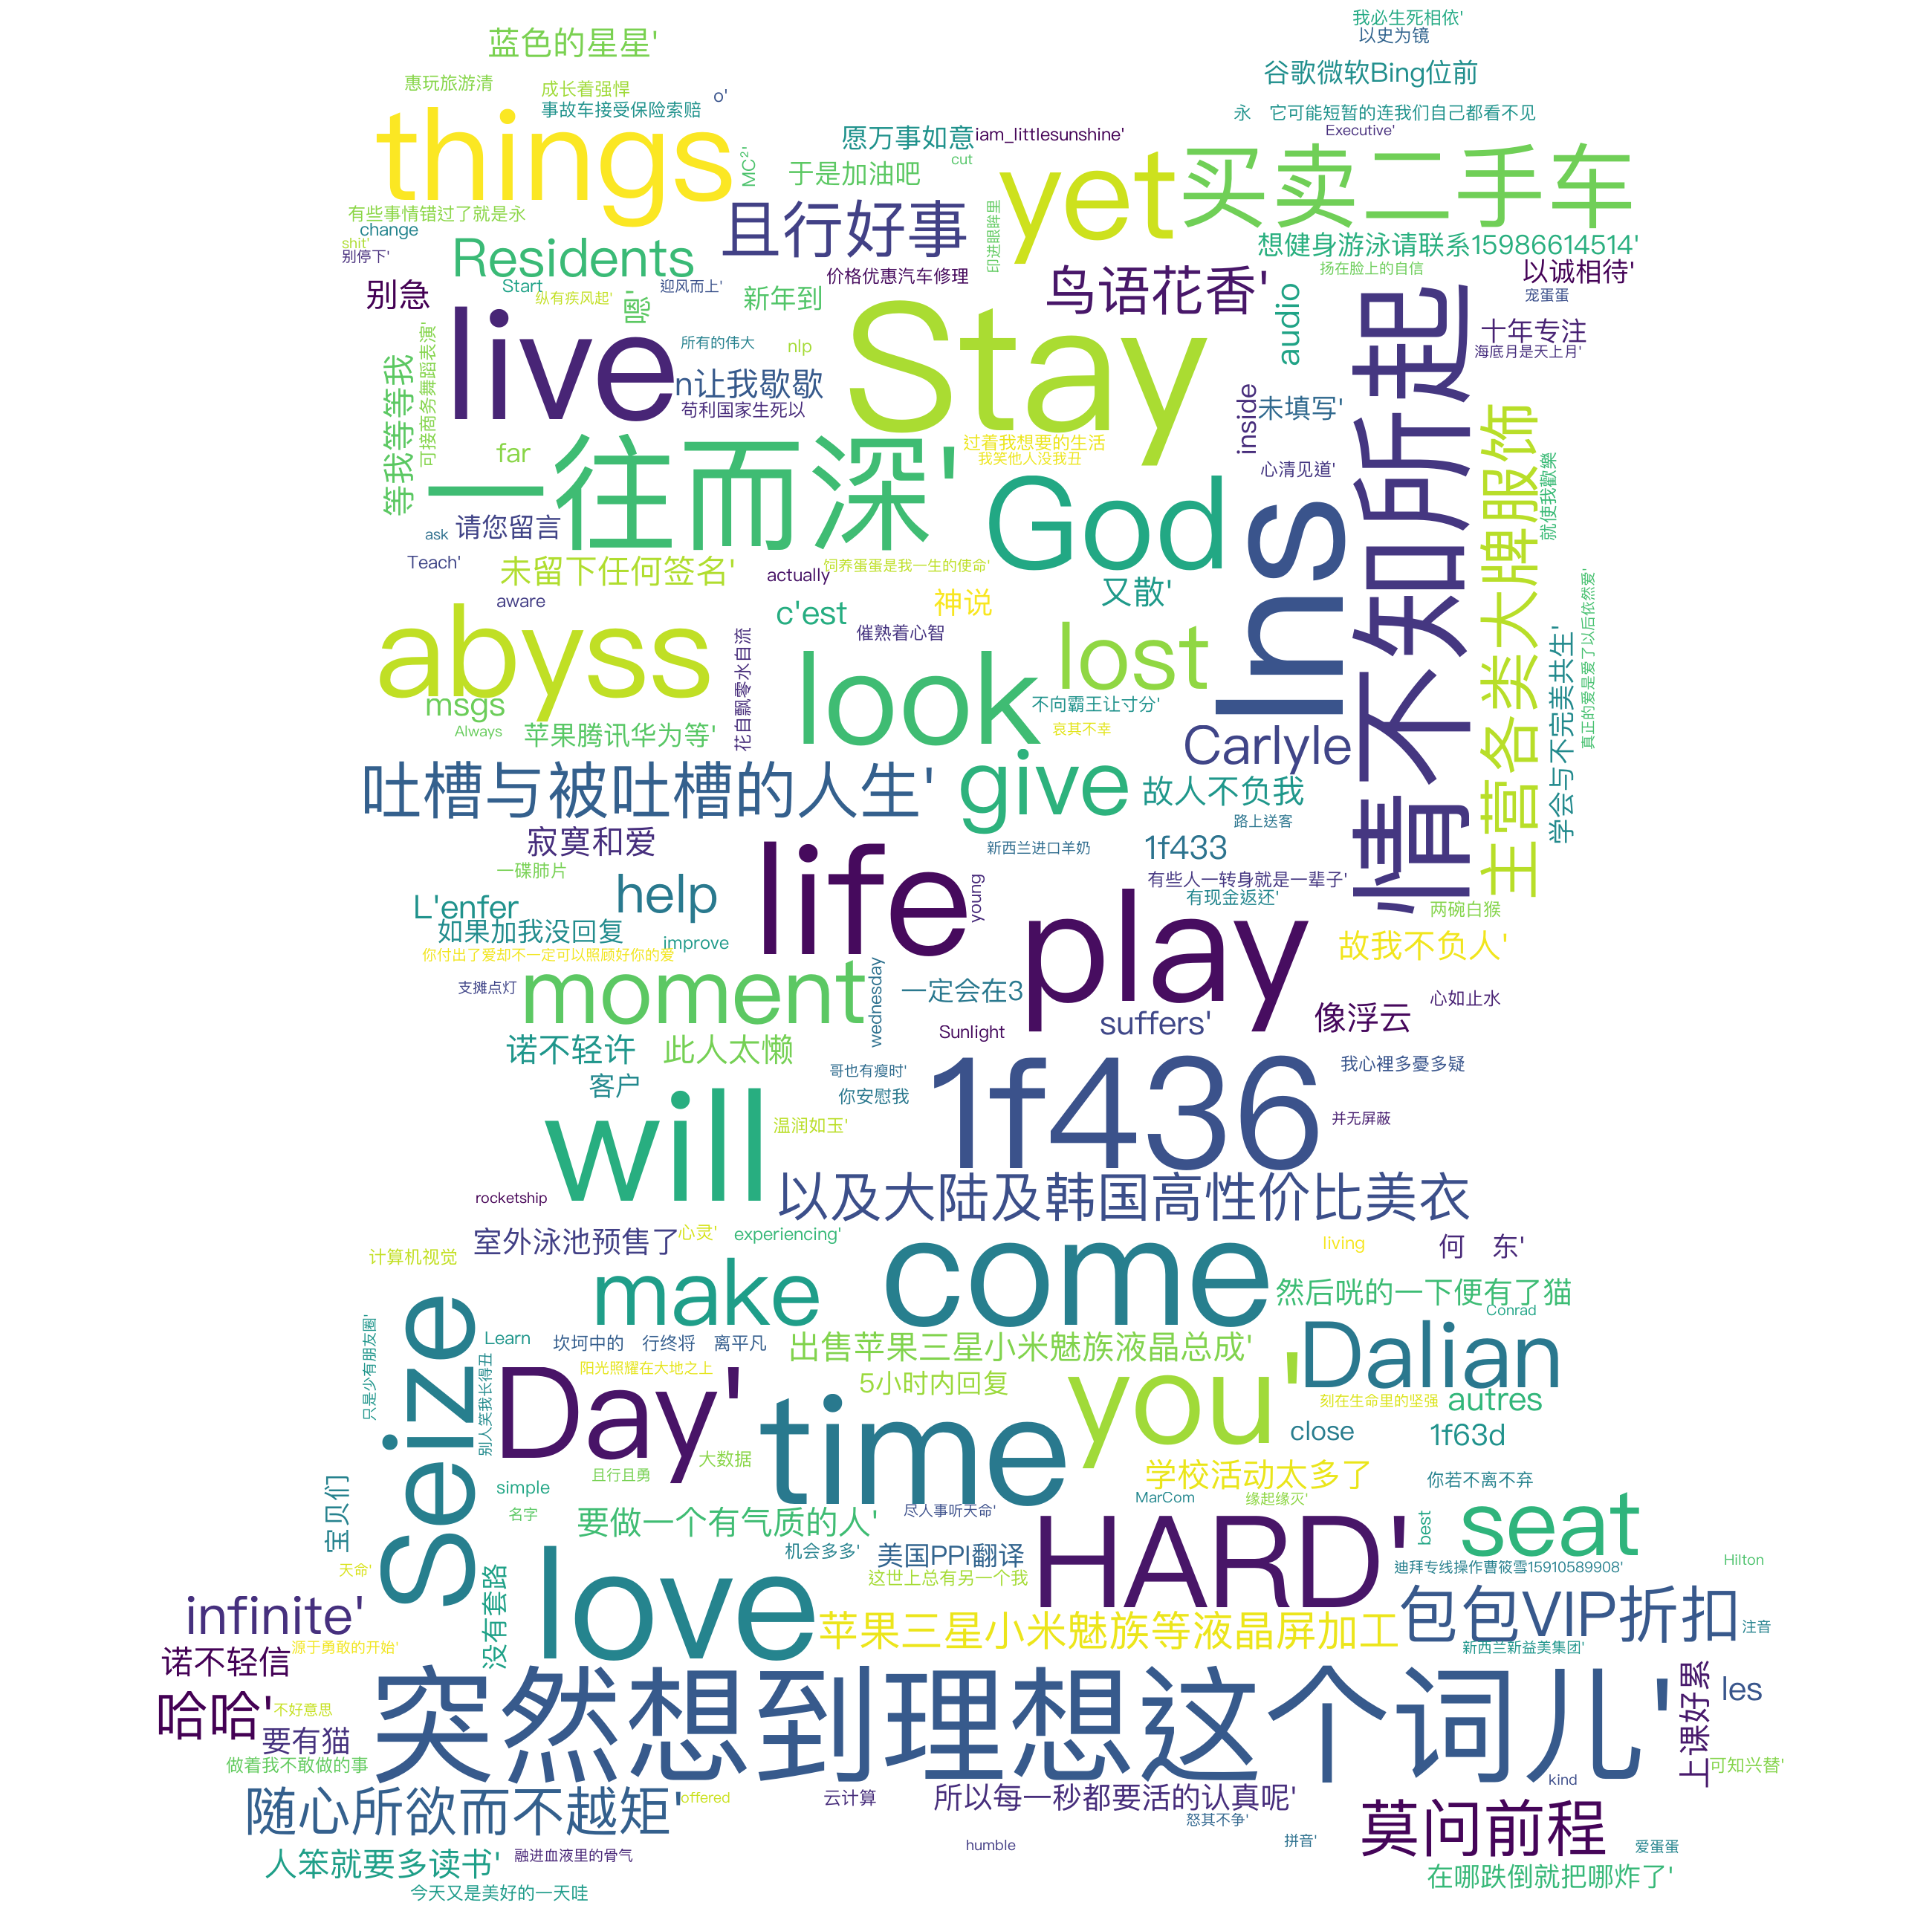 我必生死相依'
以史为镜
蓝色的星星'
谷歌微软Bing位前
惠玩旅游清
成长着强悍
o'
事故车接受保险索赔
永 它可能短暂的连我们自己都看不见
Executive'
things
MC²'
愿万事如意
iam_littlesunshine'
cut
于是加油吧
yet
买卖二手车
有些事情错过了就是永
change
shit'
别停下'
Residents
且行好事
印进眼眸里
想健身游泳请联系15986614514'
扬在脸上的自信
价格优惠汽车修理
鸟语花香'
以诚相待'
别急
Start
迎风而上'
纵有疾风起'
嗯'
新年到
audio
宠蛋蛋
十年专注
海底月是天上月'
live
所有的伟大
nlp
Stay
情不知所起
等我等等我
可接商务舞蹈表演'
n让我歇歇
苟利国家生死以
inside
未填写'
主营各类大牌服饰
far
一往而深'
过着我想要的生活
我笑他人没我丑
心清见道'
就使我歡樂
God
Ins
ask
请您留言
Teach'
未留下任何签名'
actually
饲养蛋蛋是我一生的使命'
又散'
aware
c'est
神说
真正的爱是爱了以后依然爱'
abyss
花自飘零水自流
催熟着心智
lost
学会与不完美共生'
look
msgs
不向霸王让寸分'
Always
苹果腾讯华为等'
哀其不幸
Carlyle
吐槽与被吐槽的人生'
give
故人不负我
路上送客
寂寞和爱
新西兰进口羊奶
1f433
一碟肺片
life
young
有些人一转身就是一辈子'
有现金返还'
help
play
L'enfer
如果加我没回复
improve
两碗白猴
你付出了爱却不一定可以照顾好你的爱
故我不负人'
支摊点灯
moment
wednesday
一定会在3
心如止水
Sunlight
suffers'
像浮云
诺不轻许
此人太懒
客户
哥也有瘦时'
你安慰我
1f436
我心裡多憂多疑
will
温润如玉'
并无屏蔽
rocketship
以及大陆及韩国高性价比美衣
室外泳池预售了
心灵'
experiencing'
living
何 东'
计算机视觉
come
make
然后咣的一下便有了猫
Conrad
Seize
Learn
坎坷中的 行终将 离平凡
出售苹果三星小米魅族液晶总成'
Dalian
只是少有朋友圈'
别人笑我长得丑
阳光照耀在大地之上
Day'
5小时内回复
you'
刻在生命里的坚强
autres
time
close
1f63d
大数据
且行且勇
学校活动太多了
你若不离不弃
simple
宝贝们
名字
要做一个有气质的人'
尽人事听天命'
MarCom
缘起缘灭'
HARD'
best
seat
love
机会多多'
美国PPI翻译
这世上总有另一个我
迪拜专线操作曹筱雪15910589908'
Hilton
天命'
没有套路
infinite'
苹果三星小米魅族等液晶屏加工
包包VIP折扣
注音
源于勇敢的开始'
新西兰新益美集团'
诺不轻信
哈哈'
不好意思
突然想到理想这个词儿'
上课好累
les
要有猫
做着我不敢做的事
可知兴替'
随心所欲而不越矩'
offered
云计算
所以每一秒都要活的认真呢'
kind
怒其不争'
莫问前程
humble
拼音'
爱蛋蛋
人笨就要多读书'
融进血液里的骨气
在哪跌倒就把哪炸了'
今天又是美好的一天哇